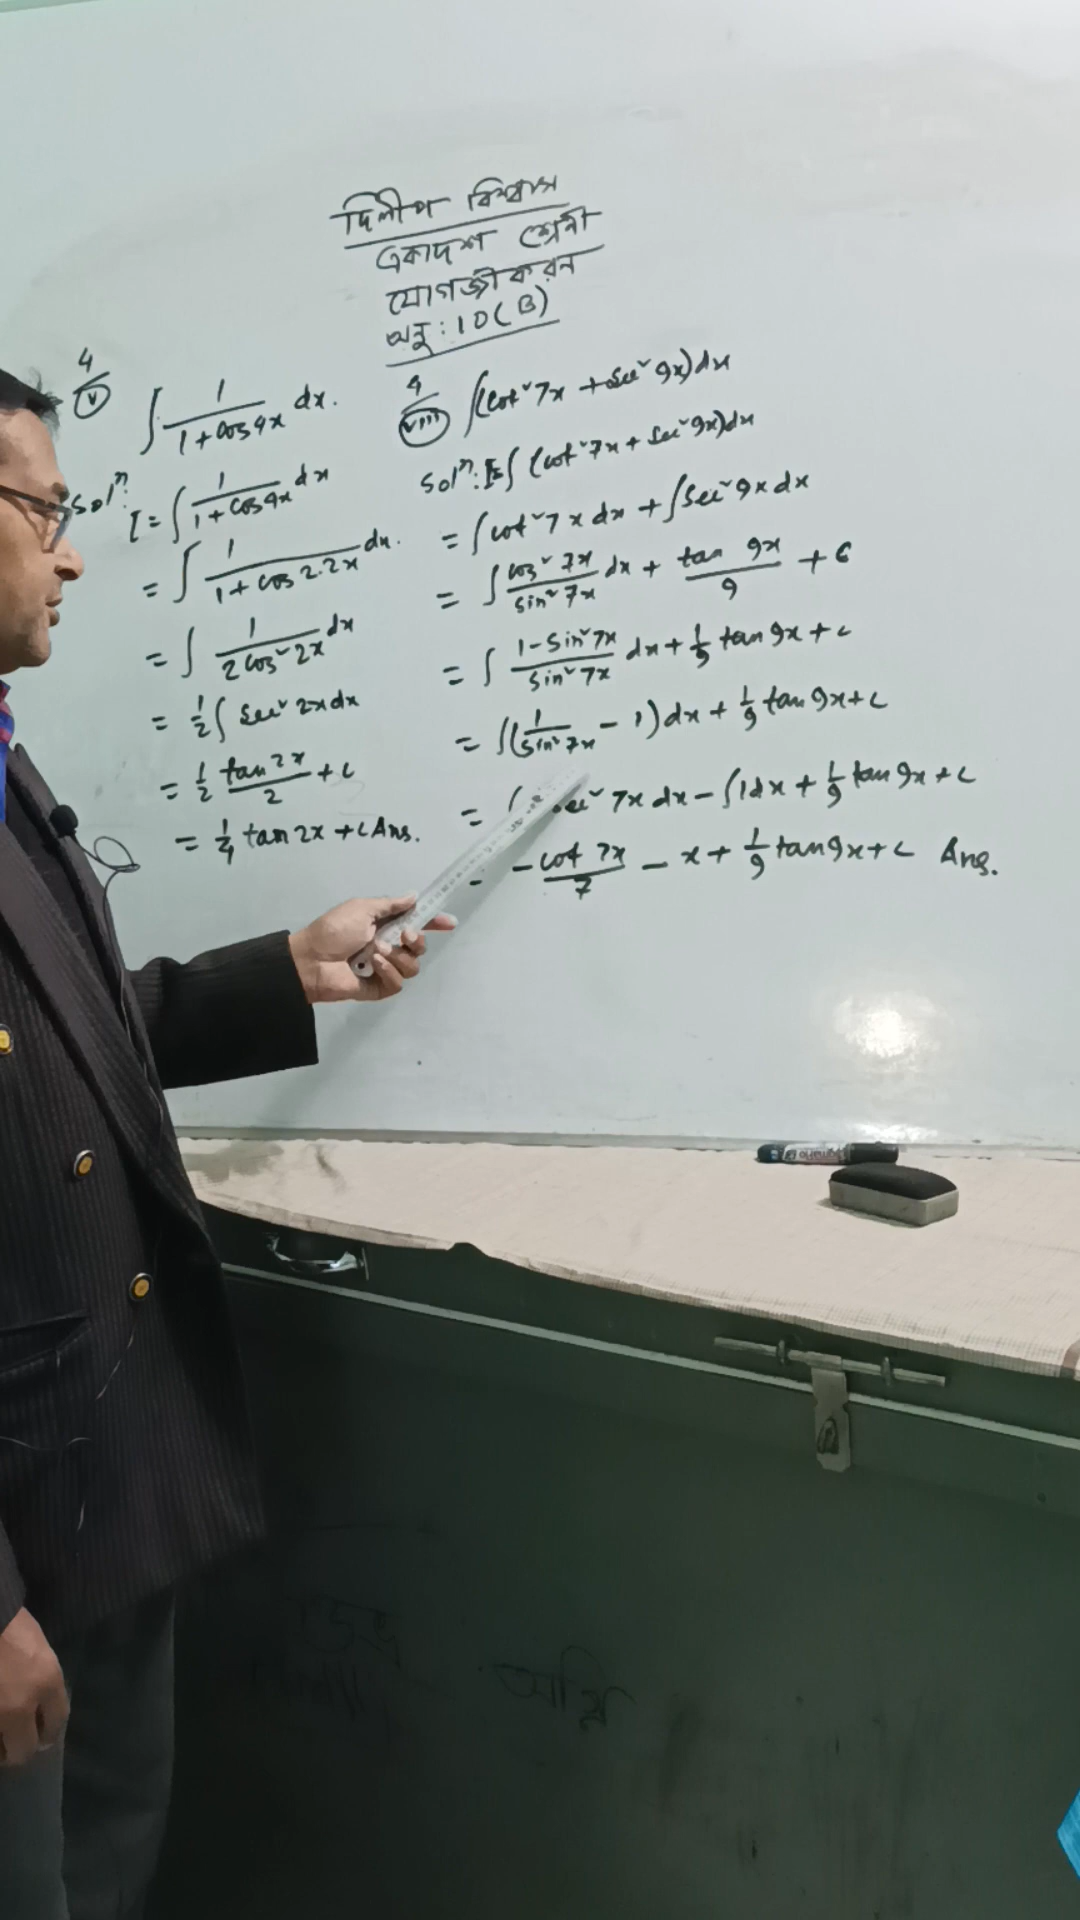 দিলীপ বিশ্বাস
একাদশ শ্রেনী
যোগজীকরন
অনু : 10(B)
4/(v) ∫ 1/(1+cos4x) dx.
Solⁿ: I = ∫ 1/(1+cos4x) dx
= ∫ 1/(1+cos2.2x) dx.
= ∫ 1/(2cos²2x) dx
= 1/2 ∫ sec²2x dx
= 1/2 tan2x/2 + c
= 1/4 tan2x + c Ans.
4/(viii) ∫(cot²7x + sec²9x)dx
Solⁿ: I = ∫ (cot²7x + sec²9x)dx
= ∫cot²7x dx + ∫sec²9x dx
= ∫ cos²7x/sin²7x dx + tan 9x/9 + c
= ∫ (1-sin²7x)/sin²7x dx + 1/9 tan9x + c
= ∫(1/sin²7x - 1)dx + 1/9 tan9x + c
= ∫ sec²7x dx - ∫1dx + 1/9 tan9x + c
= -cot 7x/7 - x + 1/9 tan9x + c Ans.